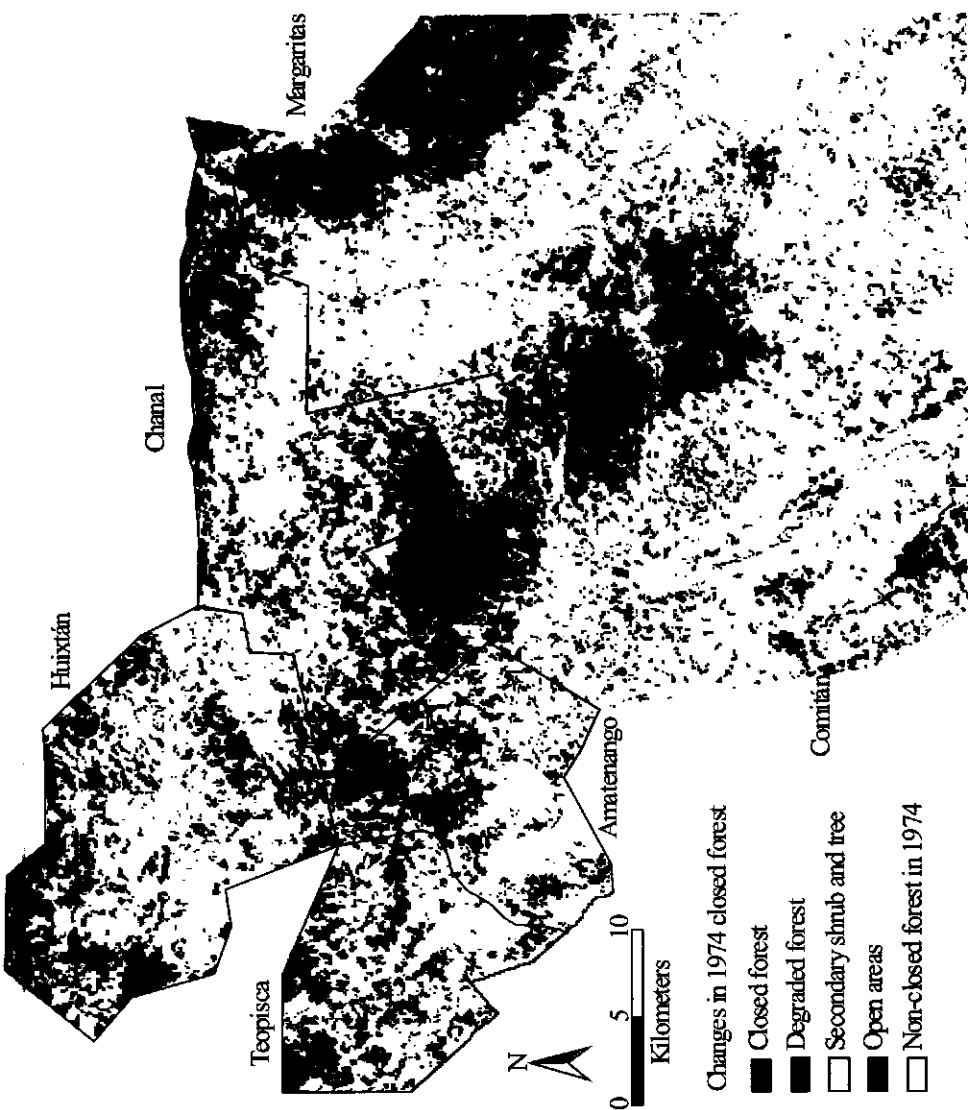 Huixtán
Chanal
Margaritas
Teopisca
Amatenango
Comitán
N
0 5 10
Kilometers
Changes in 1974 closed forest
Closed forest
Degraded forest
Secondary shrub and tree
Open areas
Non-closed forest in 1974